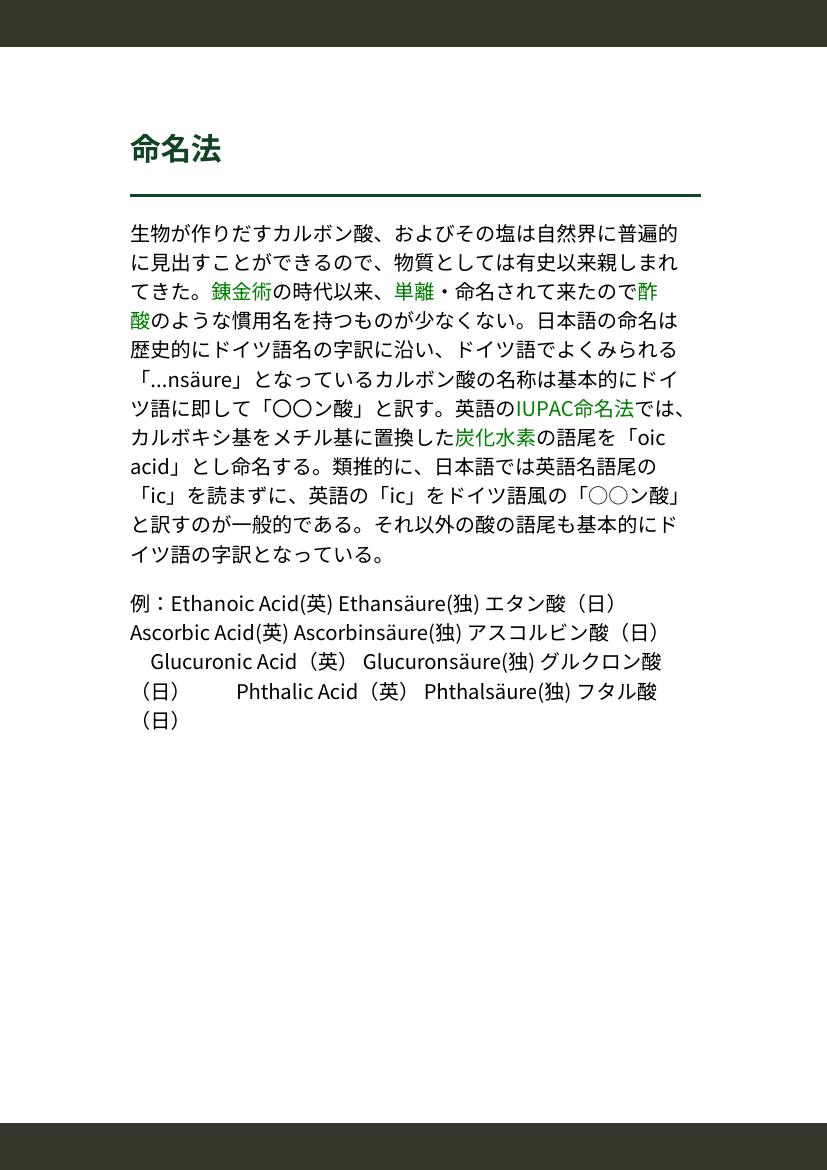 命名法
生物が作りだすカルボン酸、およびその塩は自然界に普遍的
に見出すことができるので、物質としては有史以来親しまれ
てきた。錬金術の時代以来、単離・命名されて来たので酢
酸のような慣用名を持つものが少なくない。日本語の命名は
歴史的にドイツ語名の字訳に沿い、ドイツ語でよくみられる
「...nsäure」となっているカルボン酸の名称は基本的にドイ
ツ語に即して「〇〇ン酸」と訳す。英語のIUPAC命名法では、
カルボキシ基をメチル基に置換した炭化水素の語尾を「oic
acid」とし命名する。類推的に、日本語では英語名語尾の
「ic」を読まずに、英語の「ic」をドイツ語風の「○○ン酸」
と訳すのが一般的である。それ以外の酸の語尾も基本的にド
イツ語の字訳となっている。
例：Ethanoic Acid(英) Ethansäure(独) エタン酸（日）
Ascorbic Acid(英) Ascorbinsäure(独) アスコルビン酸（日）
　Glucuronic Acid（英） Glucuronsäure(独) グルクロン酸
（日）　　　Phthalic Acid（英） Phthalsäure(独) フタル酸
（日）